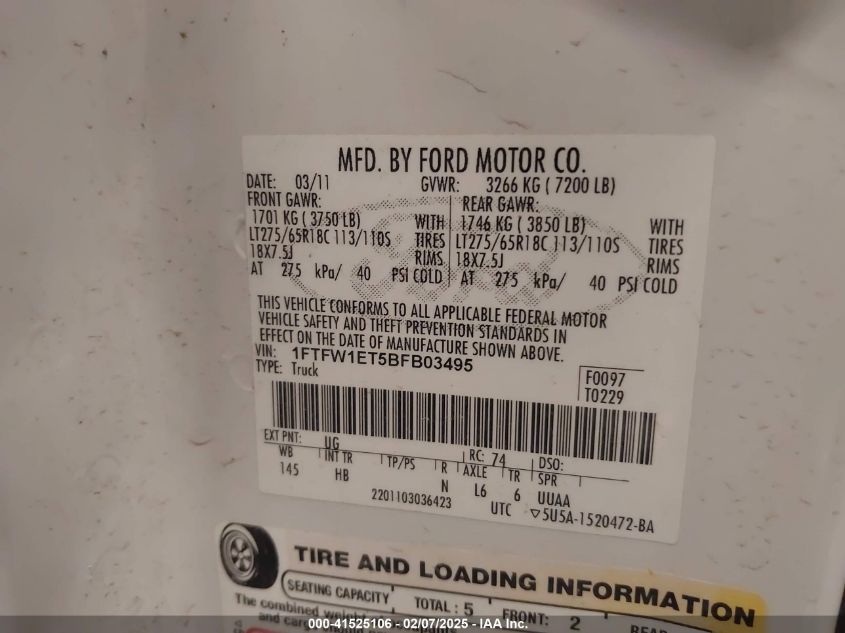 MFD. BY FORD MOTOR CO.
DATE: 03/11 GVWR: 3266 KG ( 7200 LB)
FRONT GAWR: REAR GAWR:
1701 KG ( 3750 LB) WITH 1746 KG ( 3850 LB) WITH
LT275/65R18C 113/110S TIRES LT275/65R18C 113/110S TIRES
18X7.5J RIMS 18X7.5J RIMS
AT 275 kPa/ 40 PSI COLD AT 275 kPa/ 40 PSI COLD
THIS VEHICLE CONFORMS TO ALL APPLICABLE FEDERAL MOTOR
VEHICLE SAFETY AND THEFT PREVENTION STANDARDS IN
EFFECT ON THE DATE OF MANUFACTURE SHOWN ABOVE.
VIN: 1FTFW1ET5BFB03495
TYPE: Truck
F0097
T0229
EXT PNT: UG RC: 74 DSO:
WB INT TR TP/PS R AXLE TR SPR
145 HB N L6 6 UUAA
2201103036423 UTC ▽5U5A-1520472-BA
TIRE AND LOADING INFORMATION
SEATING CAPACITY TOTAL : 5 FRONT: 2
The combined
000-41525106 - 02/07/2025 - IAA Inc.